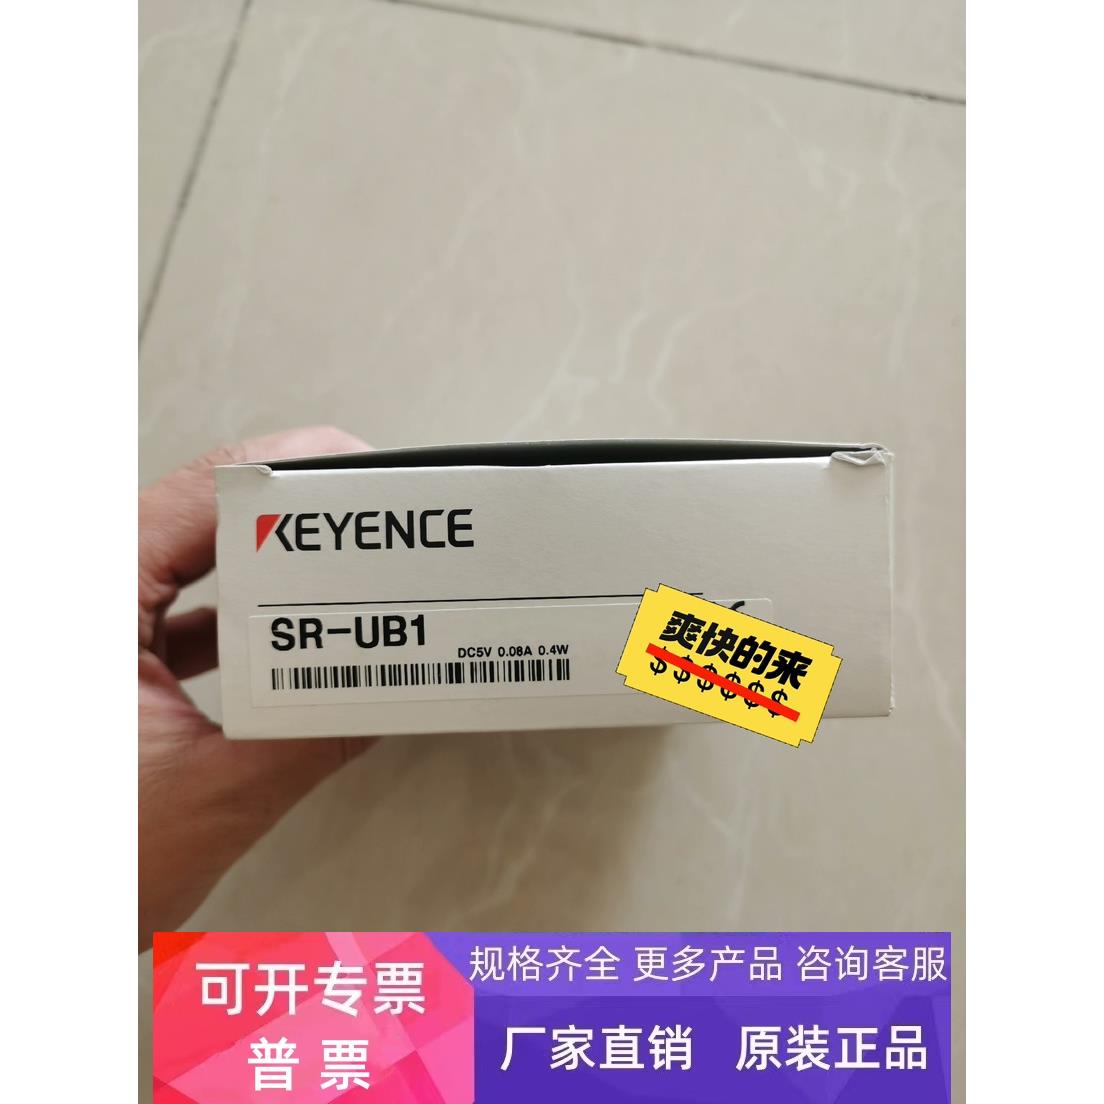 KEYENCE
SR-UB1
DC5V 0.08A 0.4W
爽快的来
$$$$$$
可开专票
普票
规格齐全 更多产品 咨询客服
厂家直销 原装正品